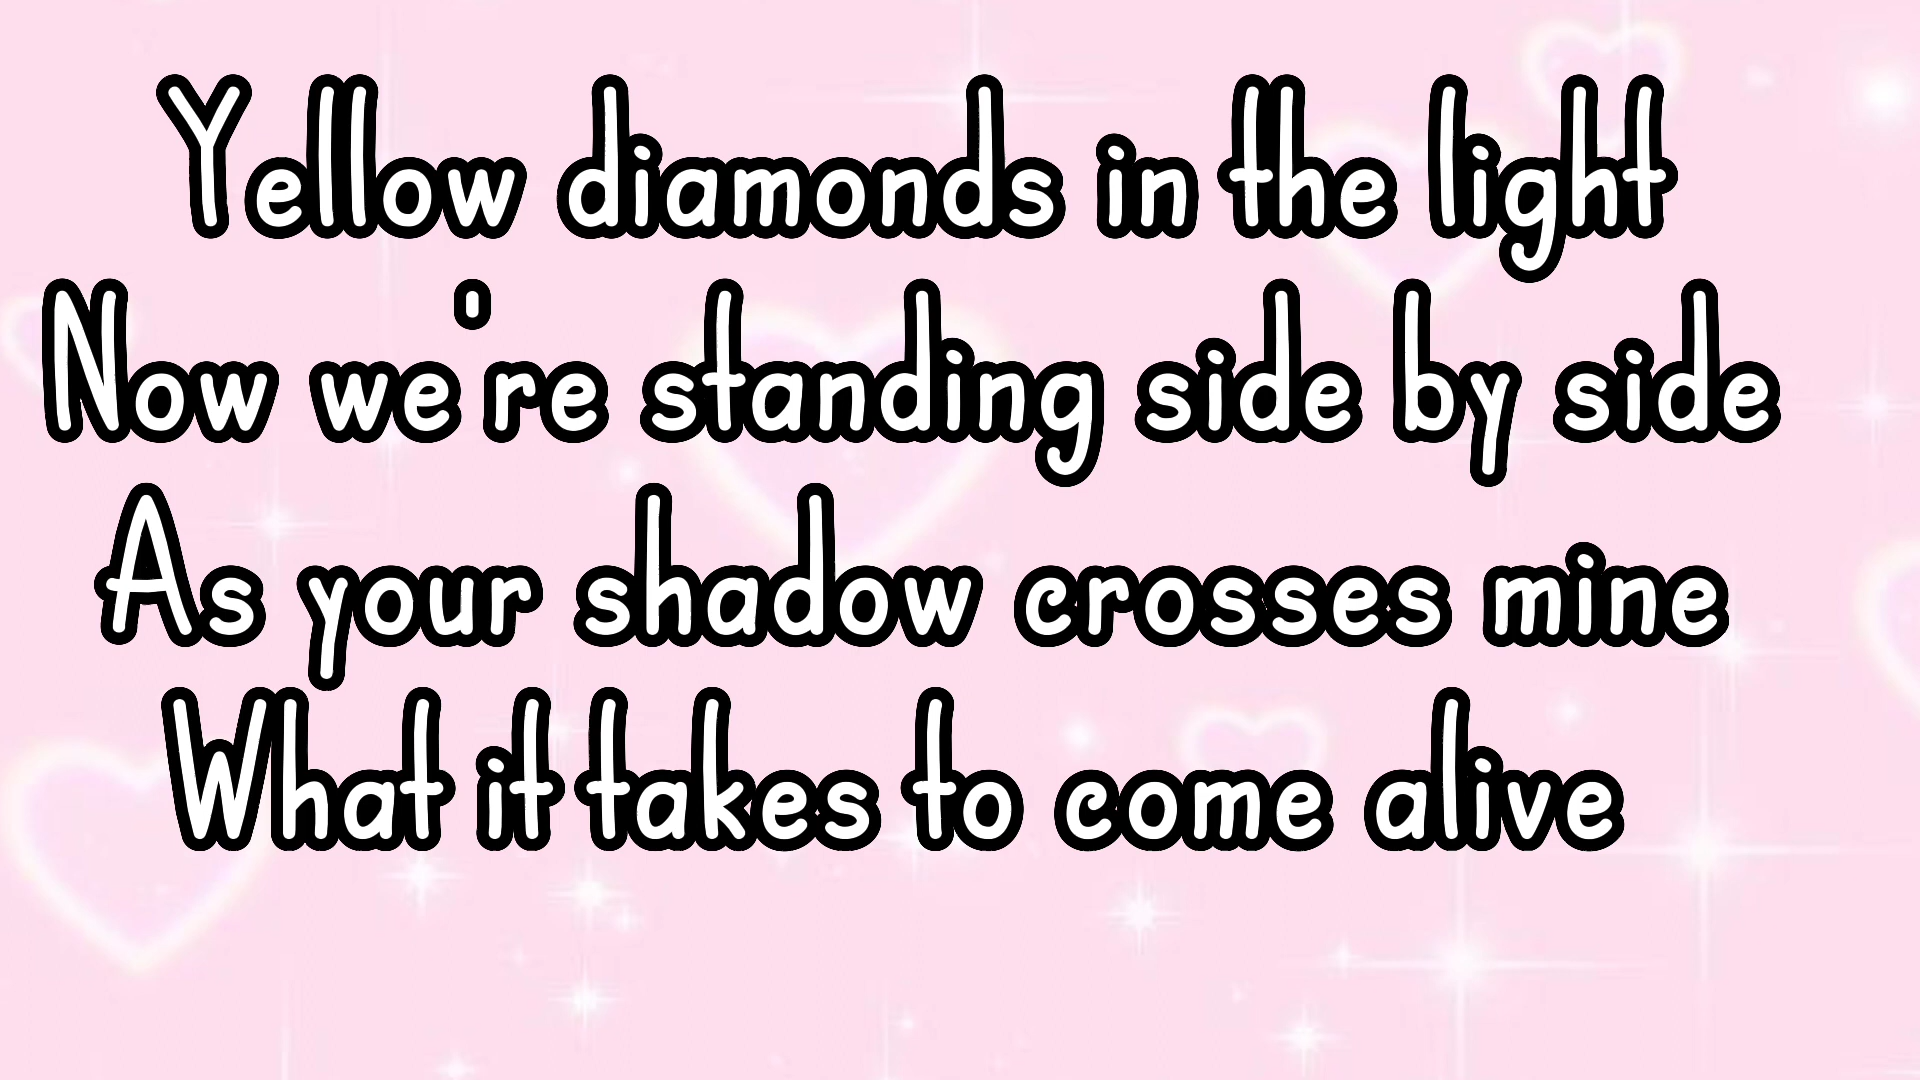 Yellow diamonds in the light
Now we're standing side by side
As your shadow crosses mine
What it takes to come alive